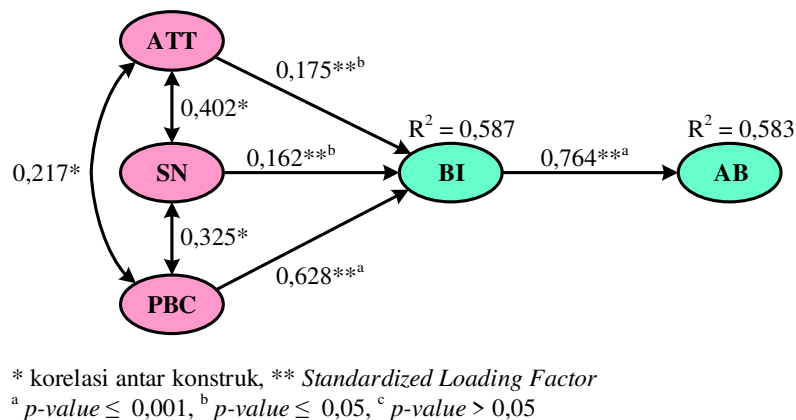 ATT
0,175**ᵇ
0,402*
R² = 0,587
R² = 0,583
0,217*
SN
0,162**ᵇ
BI
0,764**ᵃ
AB
0,325*
0,628**ᵃ
PBC
* korelasi antar konstruk, ** Standardized Loading Factor
ᵃ p-value ≤ 0,001, ᵇ p-value ≤ 0,05, ᶜ p-value > 0,05